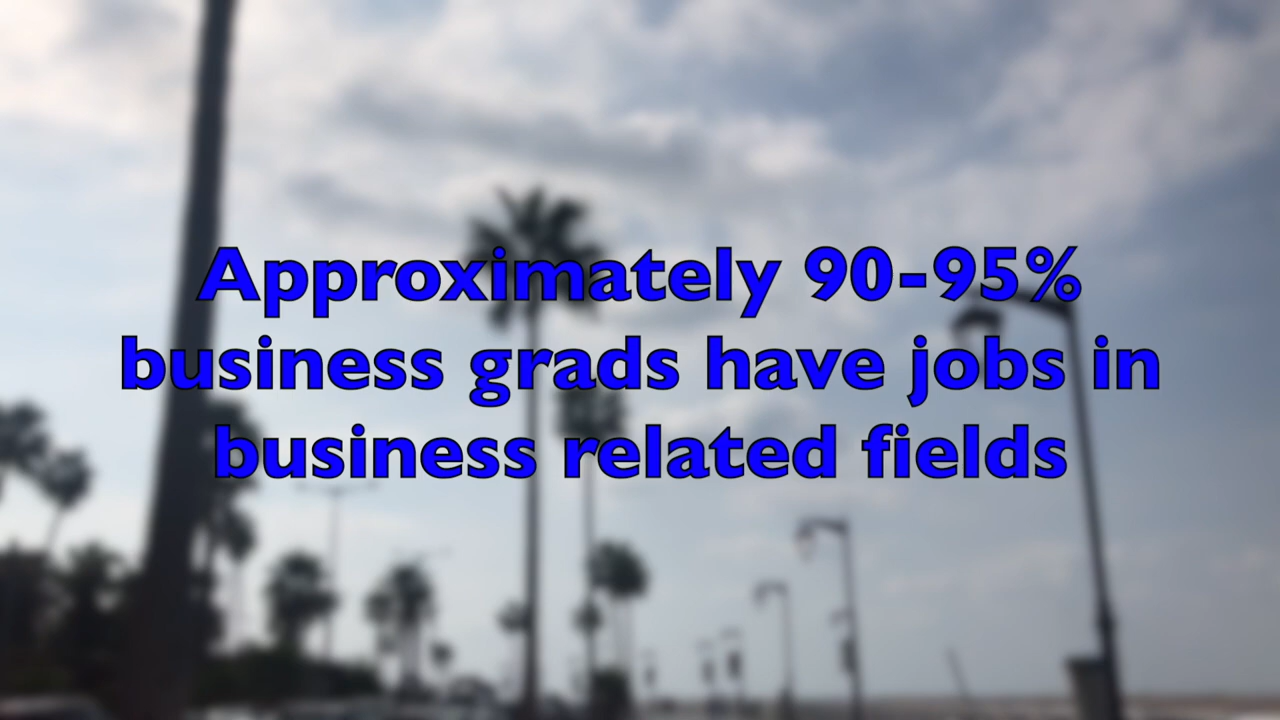 Approximately 90-95%
business grads have jobs in
business related fields